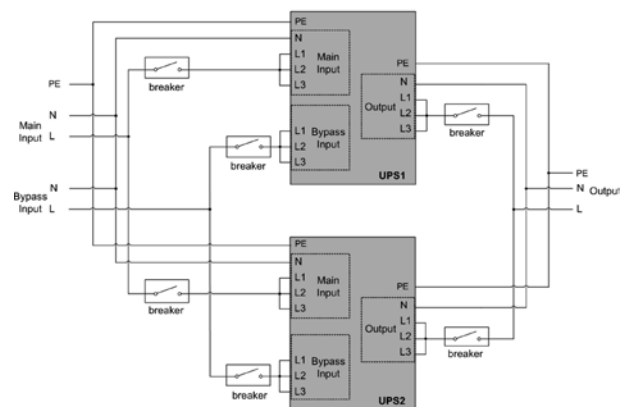 PE
N
L1
L2
L3
Main
Input
breaker
PE
N
L1
L2
L3
Output
breaker
PE
N
Main
Input
L
L1
L2
L3
Bypass
Input
breaker
UPS1
N
Bypass
Input
L
PE
N
Output
L
PE
N
L1
L2
L3
Main
Input
breaker
PE
N
L1
L2
L3
Output
breaker
L1
L2
L3
Bypass
Input
breaker
UPS2